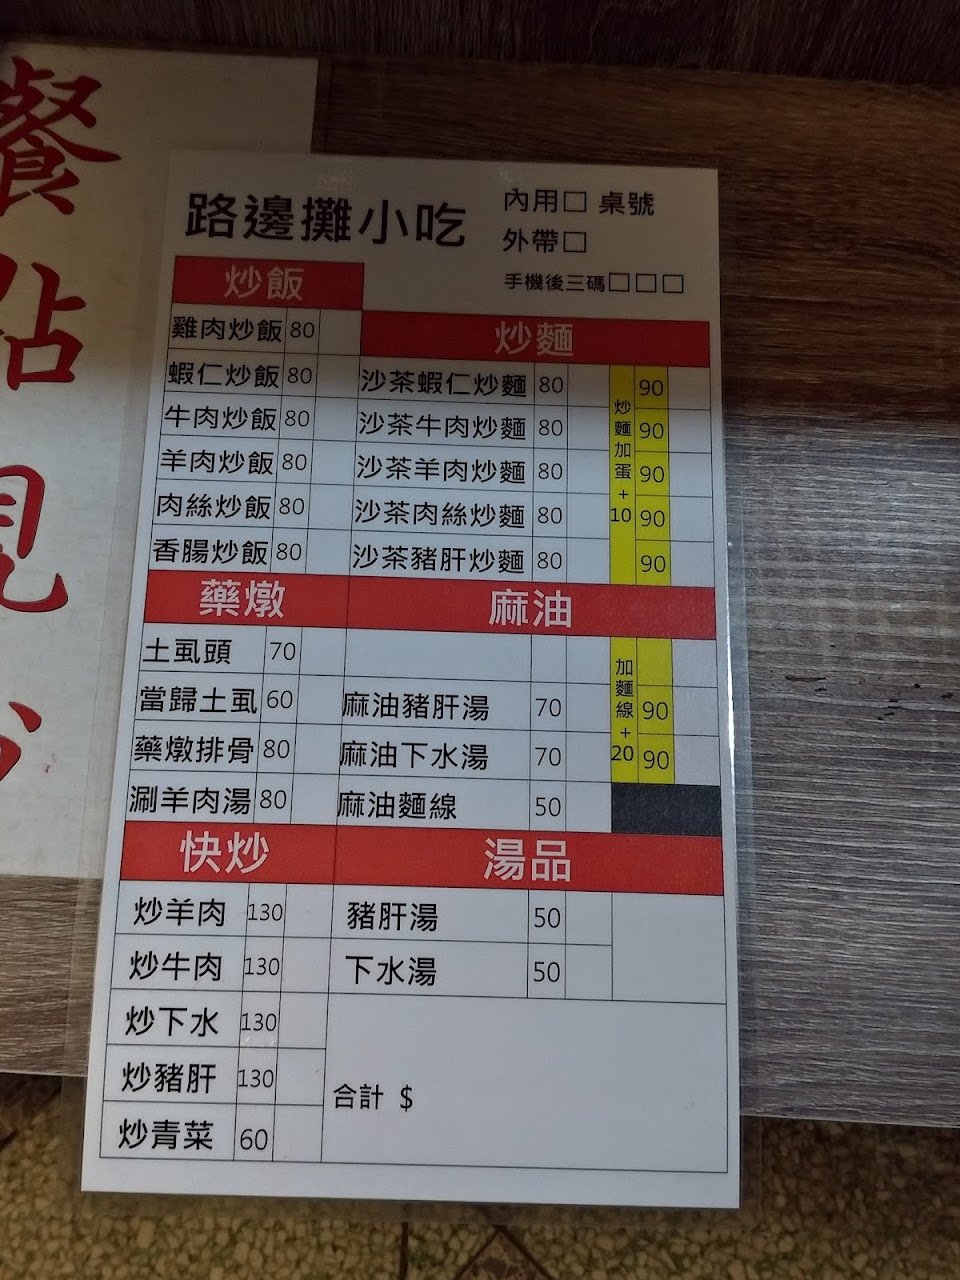 餐
點
現
路邊攤小吃
內用□ 桌號
外帶□
手機後三碼□□□
炒飯
雞肉炒飯 80
蝦仁炒飯 80
牛肉炒飯 80
羊肉炒飯 80
肉絲炒飯 80
香腸炒飯 80
炒麵
沙茶蝦仁炒麵 80 90
沙茶牛肉炒麵 80 90
沙茶羊肉炒麵 80 90
沙茶肉絲炒麵 80 90
沙茶豬肝炒麵 80 90
炒麵加蛋+10
藥燉
土虱頭 70
當歸土虱 60
藥燉排骨 80
涮羊肉湯 80
麻油
麻油豬肝湯 70 90
麻油下水湯 70 90
麻油麵線 50
加麵線+20
快炒
炒羊肉 130
炒牛肉 130
炒下水 130
炒豬肝 130
炒青菜 60
湯品
豬肝湯 50
下水湯 50
合計 $